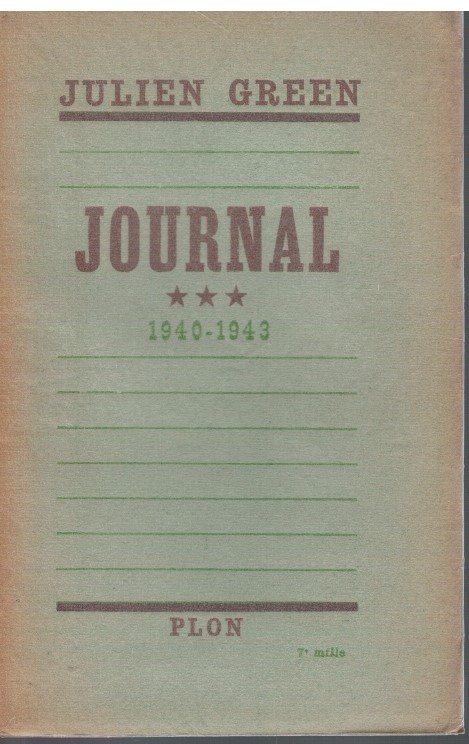 JULIEN GREEN
JOURNAL
★★★
1940-1943
PLON
7e mille